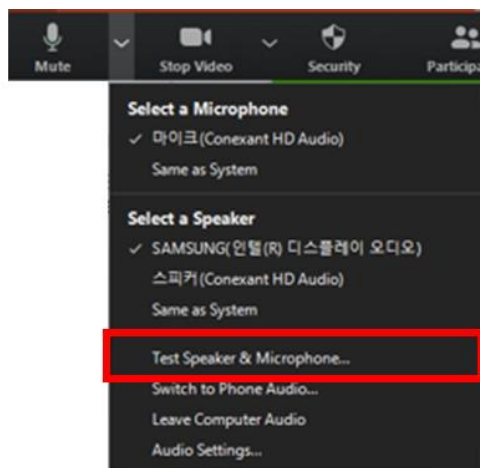 Mute
Stop Video
Security
Select a Microphone
마이크(Conexant HD Audio)
Same as System
Select a Speaker
SAMSUNG(인텔(R) 디스플레이 오디오)
스피커(Conexant HD Audio)
Same as System
Test Speaker & Microphone...
Switch to Phone Audio...
Leave Computer Audio
Audio Settings...